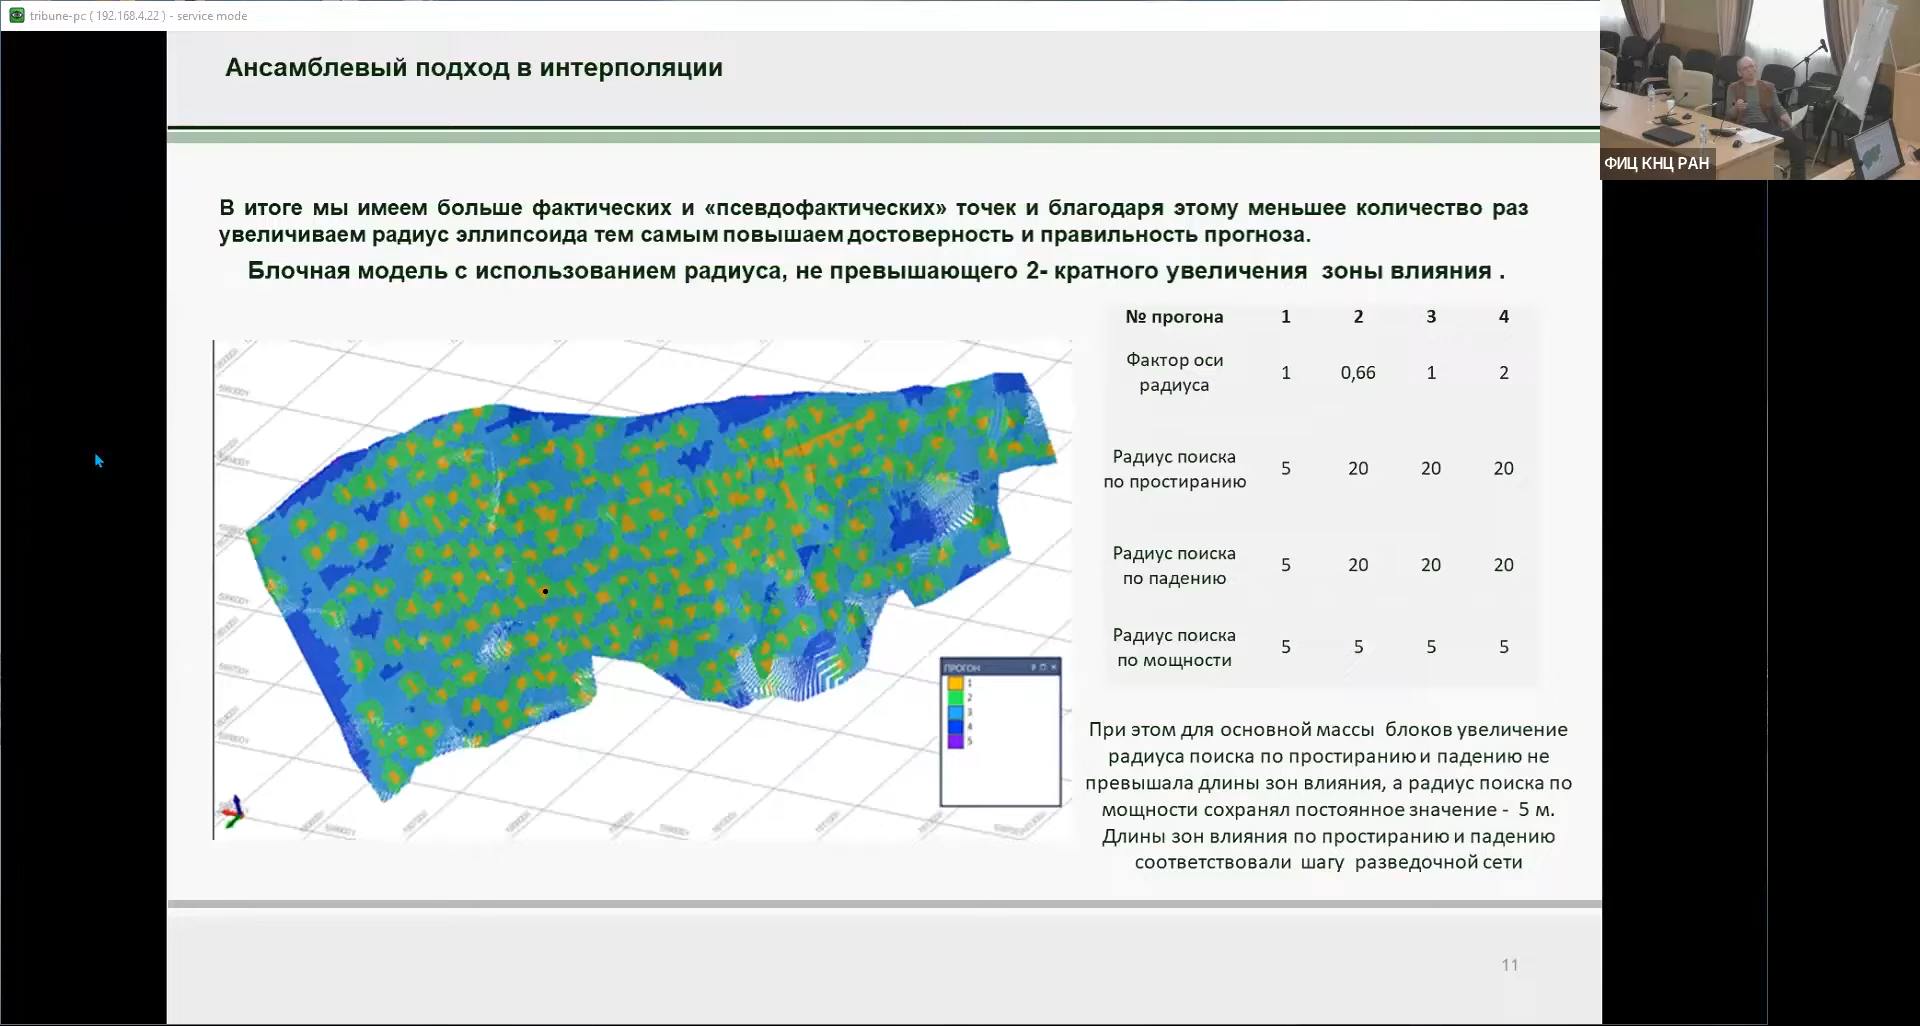 tribune-pc ( 192.168.4.22 ) - service mode
ФИЦ КНЦ РАН
Ансамблевый подход в интерполяции
В итоге мы имеем больше фактических и «псевдофактических» точек и благодаря этому меньшее количество раз
увеличиваем радиус эллипсоида тем самым повышаем достоверность и правильность прогноза.
Блочная модель с использованием радиуса, не превышающего 2- кратного увеличения зоны влияния .
№ прогона 1 2 3 4
Фактор оси
радиуса 1 0,66 1 2
Радиус поиска
по простиранию 5 20 20 20
Радиус поиска
по падению 5 20 20 20
Радиус поиска
по мощности 5 5 5 5
ПРОГОН
1
2
3
4
5
При этом для основной массы блоков увеличение
радиуса поиска по простиранию и падению не
превышала длины зон влияния, а радиус поиска по
мощности сохранял постоянное значение - 5 м.
Длины зон влияния по простиранию и падению
соответствовали шагу разведочной сети
11